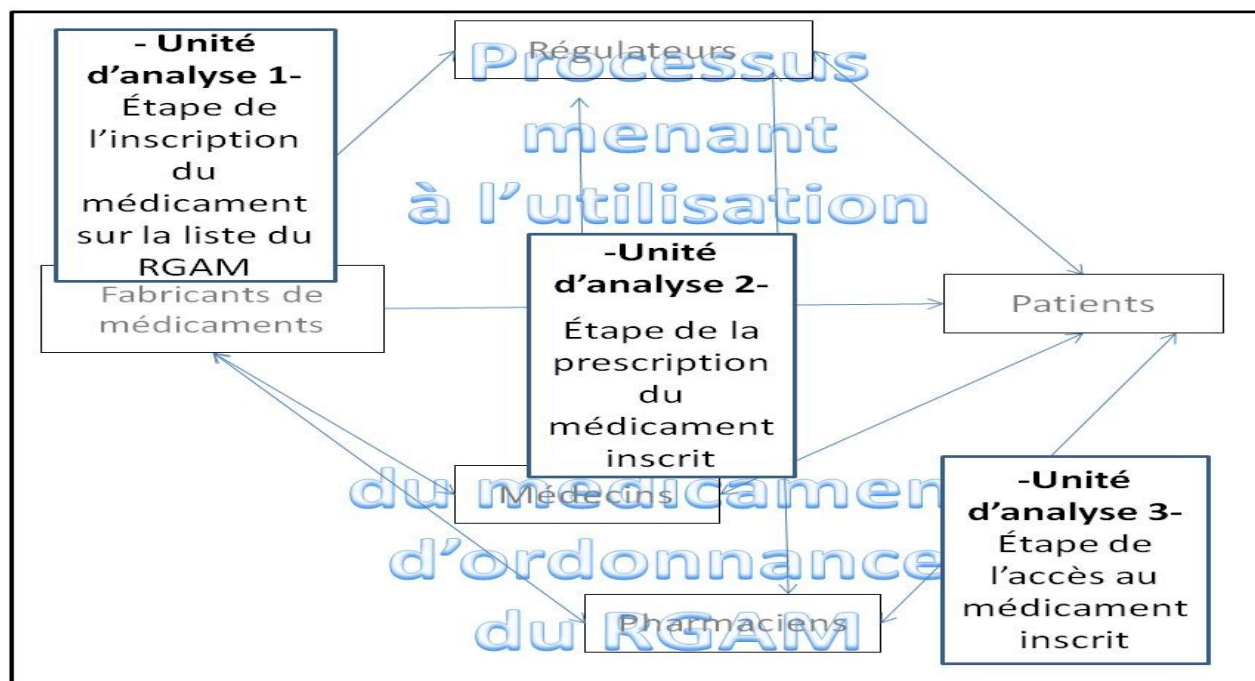 - Unité
d’analyse 1-
Étape de
l’inscription
du
médicament
sur la liste du
RGAM
Régulateurs
Processus
menant
à l’utilisation
du médicament
d’ordonnance
du RGAM
Fabricants de
médicaments
-Unité
d’analyse 2-
Étape de la
prescription
du
médicament
inscrit
Patients
Médecins
Pharmaciens
-Unité
d’analyse 3-
Étape de
l’accès au
médicament
inscrit